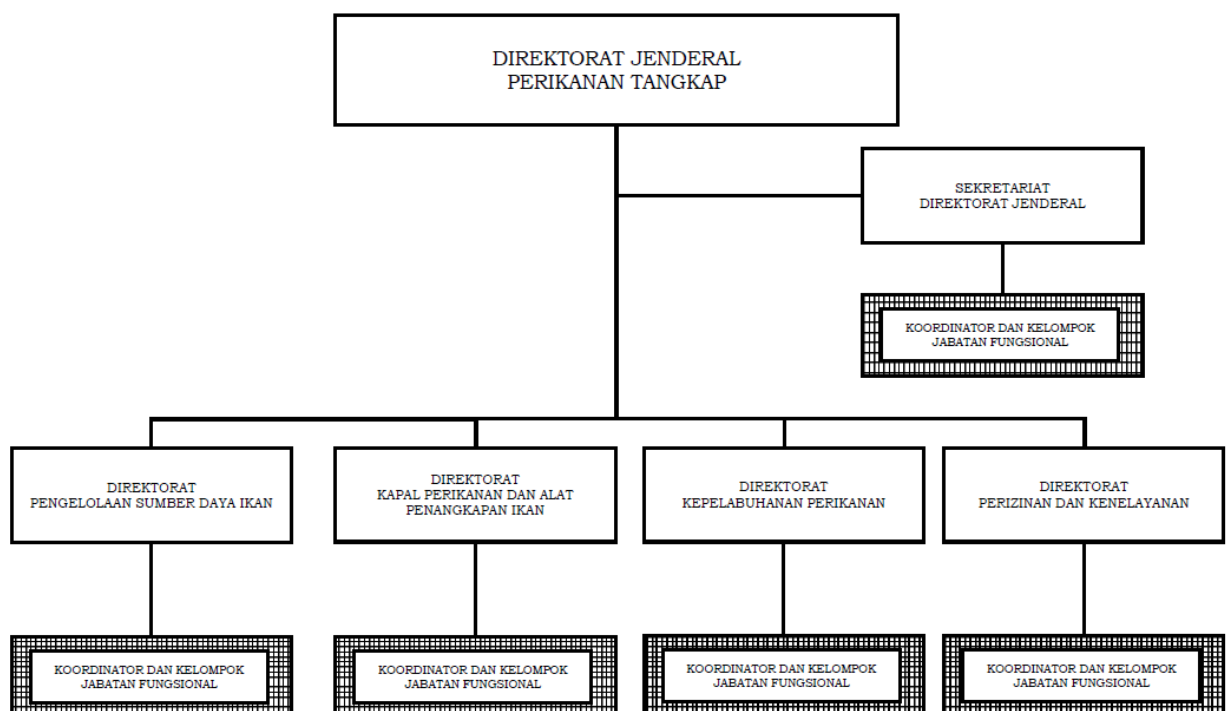 DIREKTORAT JENDERAL
PERIKANAN TANGKAP
SEKRETARIAT
DIREKTORAT JENDERAL
KOORDINATOR DAN KELOMPOK
JABATAN FUNGSIONAL
DIREKTORAT
PENGELOLAAN SUMBER DAYA IKAN
DIREKTORAT
KAPAL PERIKANAN DAN ALAT
PENANGKAPAN IKAN
DIREKTORAT
KEPELABUHANAN PERIKANAN
DIREKTORAT
PERIZINAN DAN KENELAYANAN
KOORDINATOR DAN KELOMPOK
JABATAN FUNGSIONAL
KOORDINATOR DAN KELOMPOK
JABATAN FUNGSIONAL
KOORDINATOR DAN KELOMPOK
JABATAN FUNGSIONAL
KOORDINATOR DAN KELOMPOK
JABATAN FUNGSIONAL